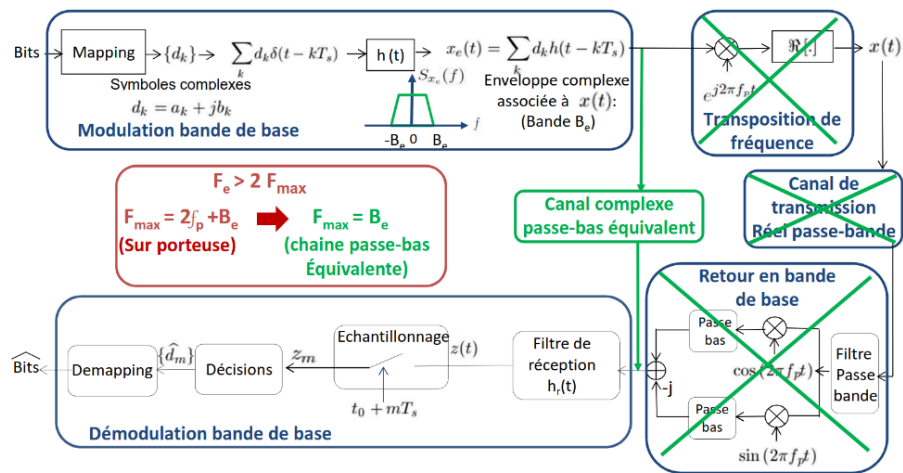 Bits
Mapping
{d_k}
\sum_k d_k δ(t − kT_s)
h (t)
x_e(t) = \sum_k d_k h(t − kT_s)
Symboles complexes
d_k = a_k + jb_k
S_{x_e}(f)
f
-B_e 0 B_e
Enveloppe complexe
associée à x(t):
(Bande B_e)
Modulation bande de base
ℜ[.]
x(t)
e^{j2πf_p t}
Transposition de
fréquence
F_e > 2 F_max
F_max = 2f_p +B_e
(Sur porteuse)
F_max = B_e
(chaine passe-bas
Équivalente)
Canal complexe
passe-bas équivalent
Canal de
transmission
Réel passe-bande
Retour en bande
de base
Passe
bas
cos (2πf_p t)
Filtre
Passe
bande
-j
Passe
bas
sin (2πf_p t)
Bits
Demapping
{d_m}
Décisions
z_m
Echantillonnage
t_0 + mT_s
z(t)
Filtre de
réception
h_r(t)
Démodulation bande de base